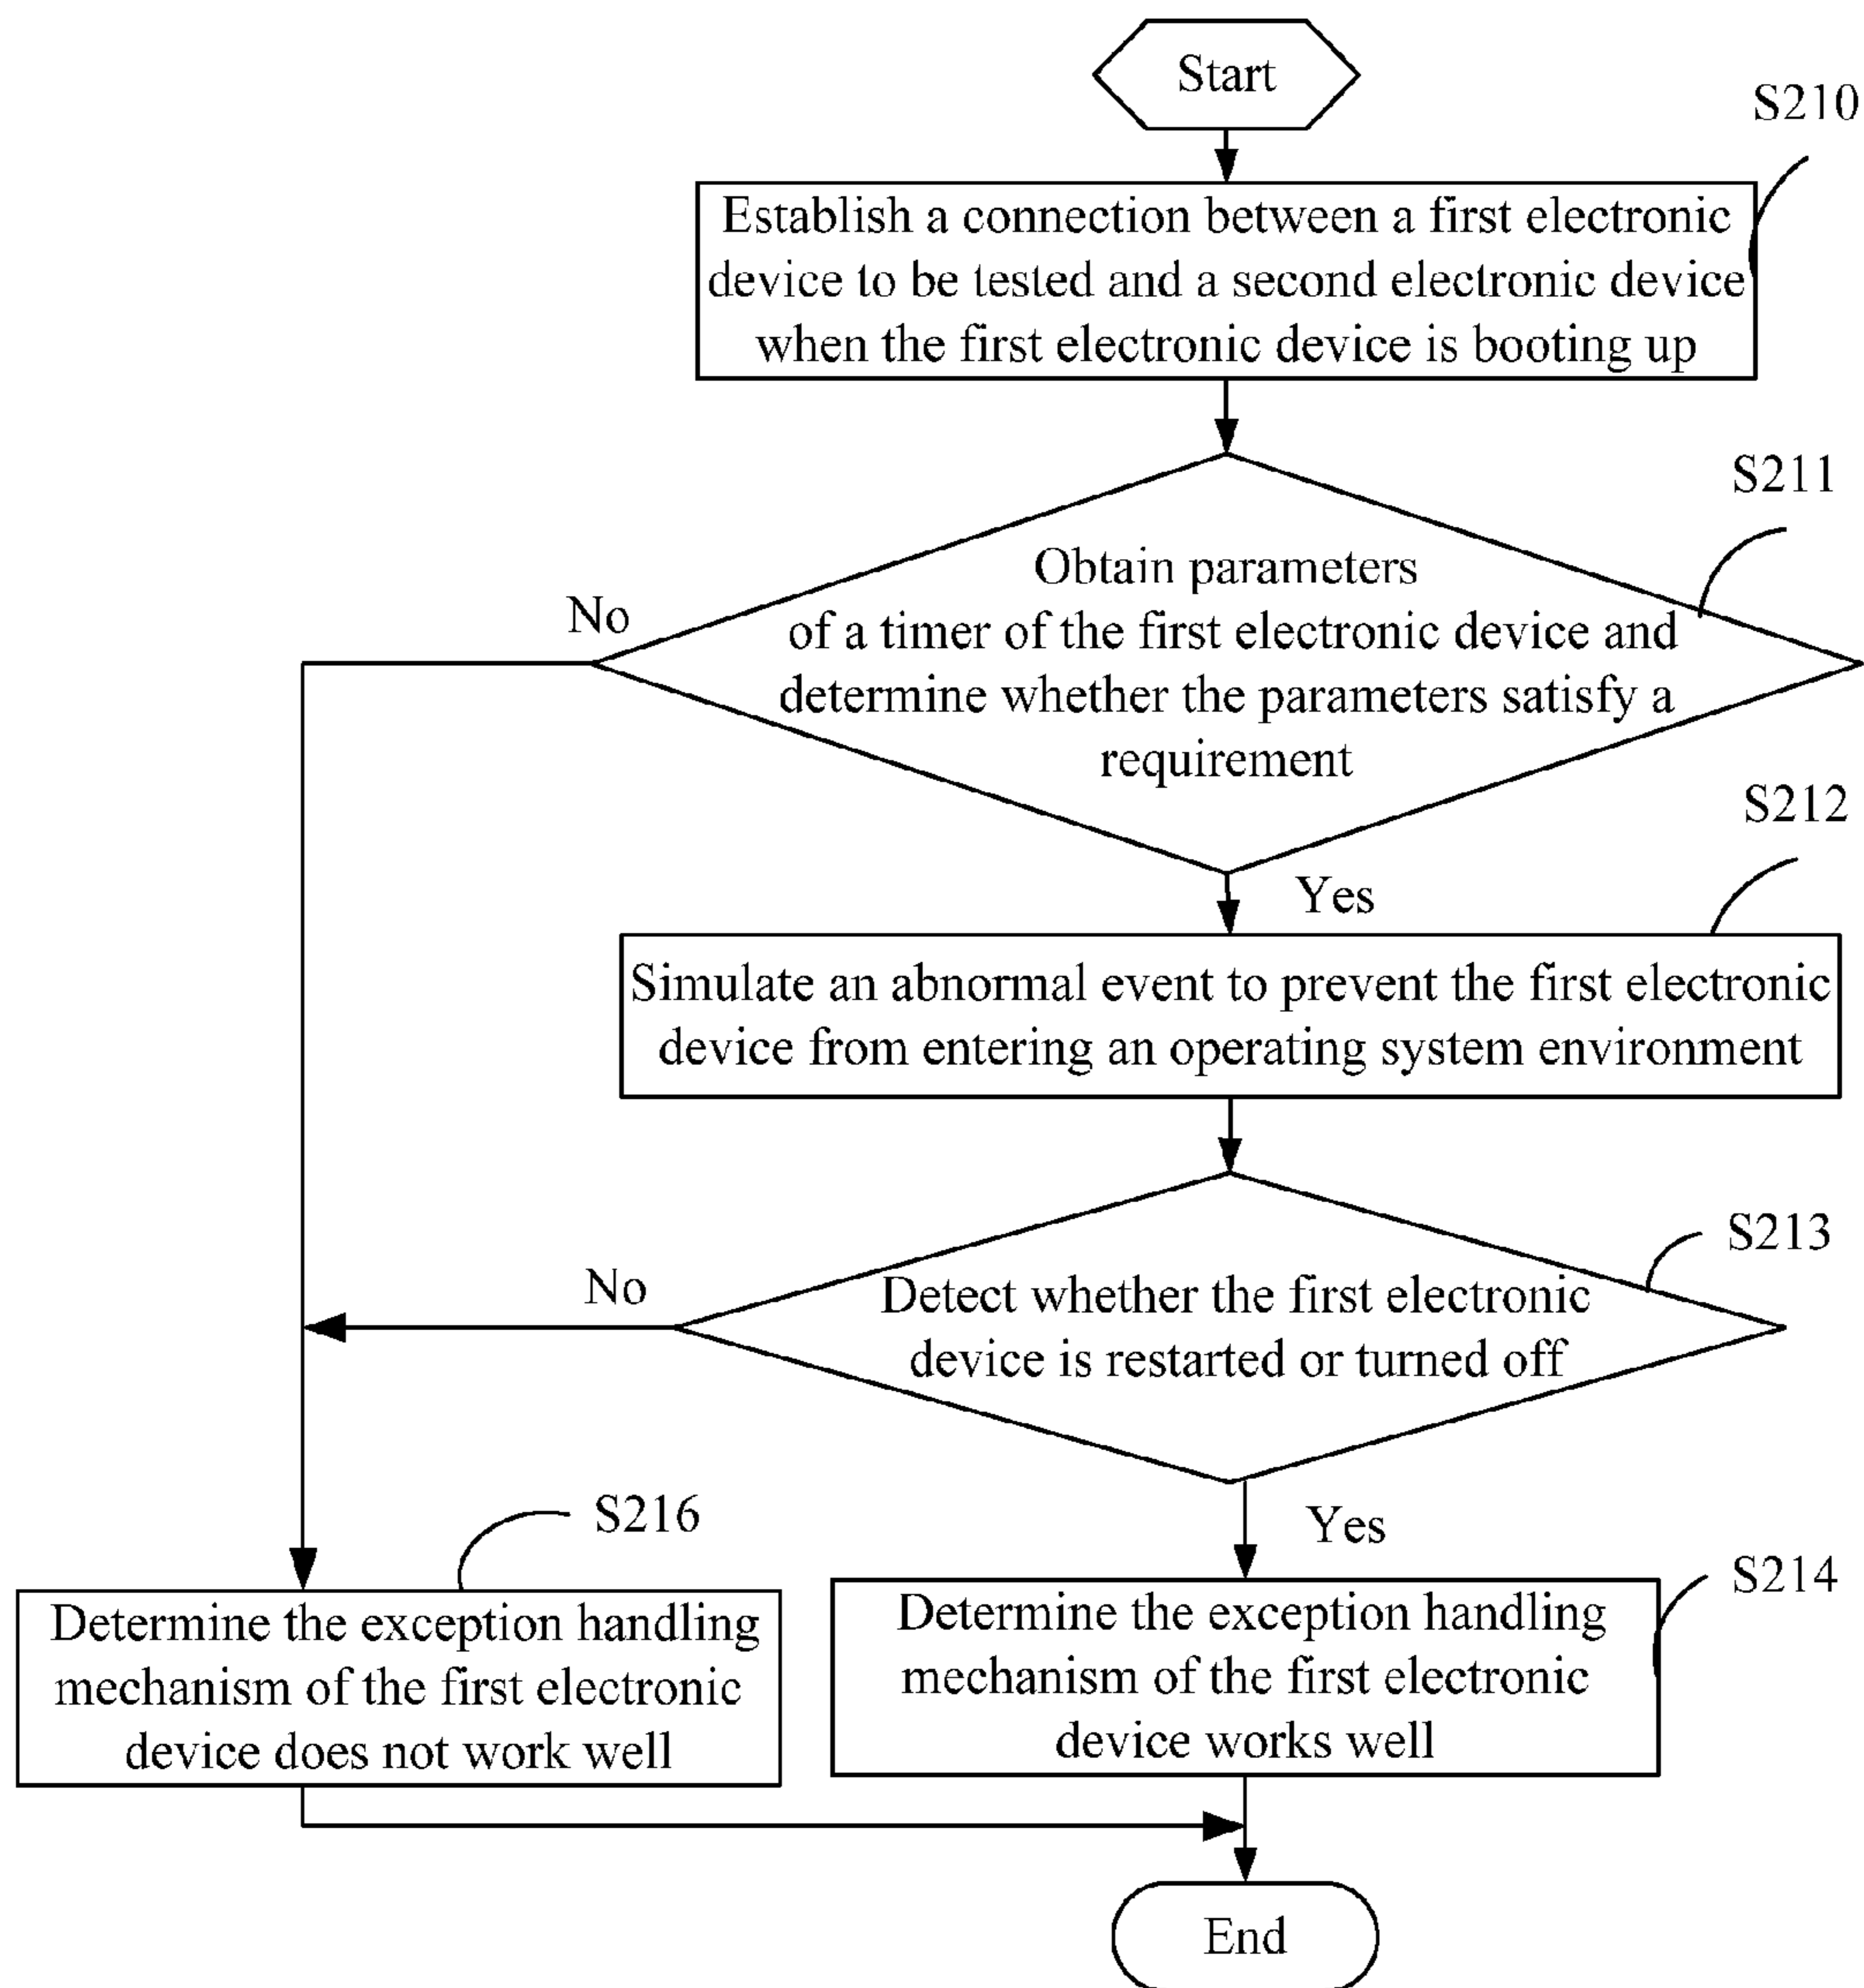 Start
S210
Establish a connection between a first electronic
device to be tested and a second electronic device
when the first electronic device is booting up
S211
Obtain parameters
of a timer of the first electronic device and
determine whether the parameters satisfy a
requirement
No
S212
Yes
Simulate an abnormal event to prevent the first electronic
device from entering an operating system environment
S213
No
Detect whether the first electronic
device is restarted or turned off
S216
Yes
S214
Determine the exception handling
mechanism of the first electronic
device does not work well
Determine the exception handling
mechanism of the first electronic
device works well
End